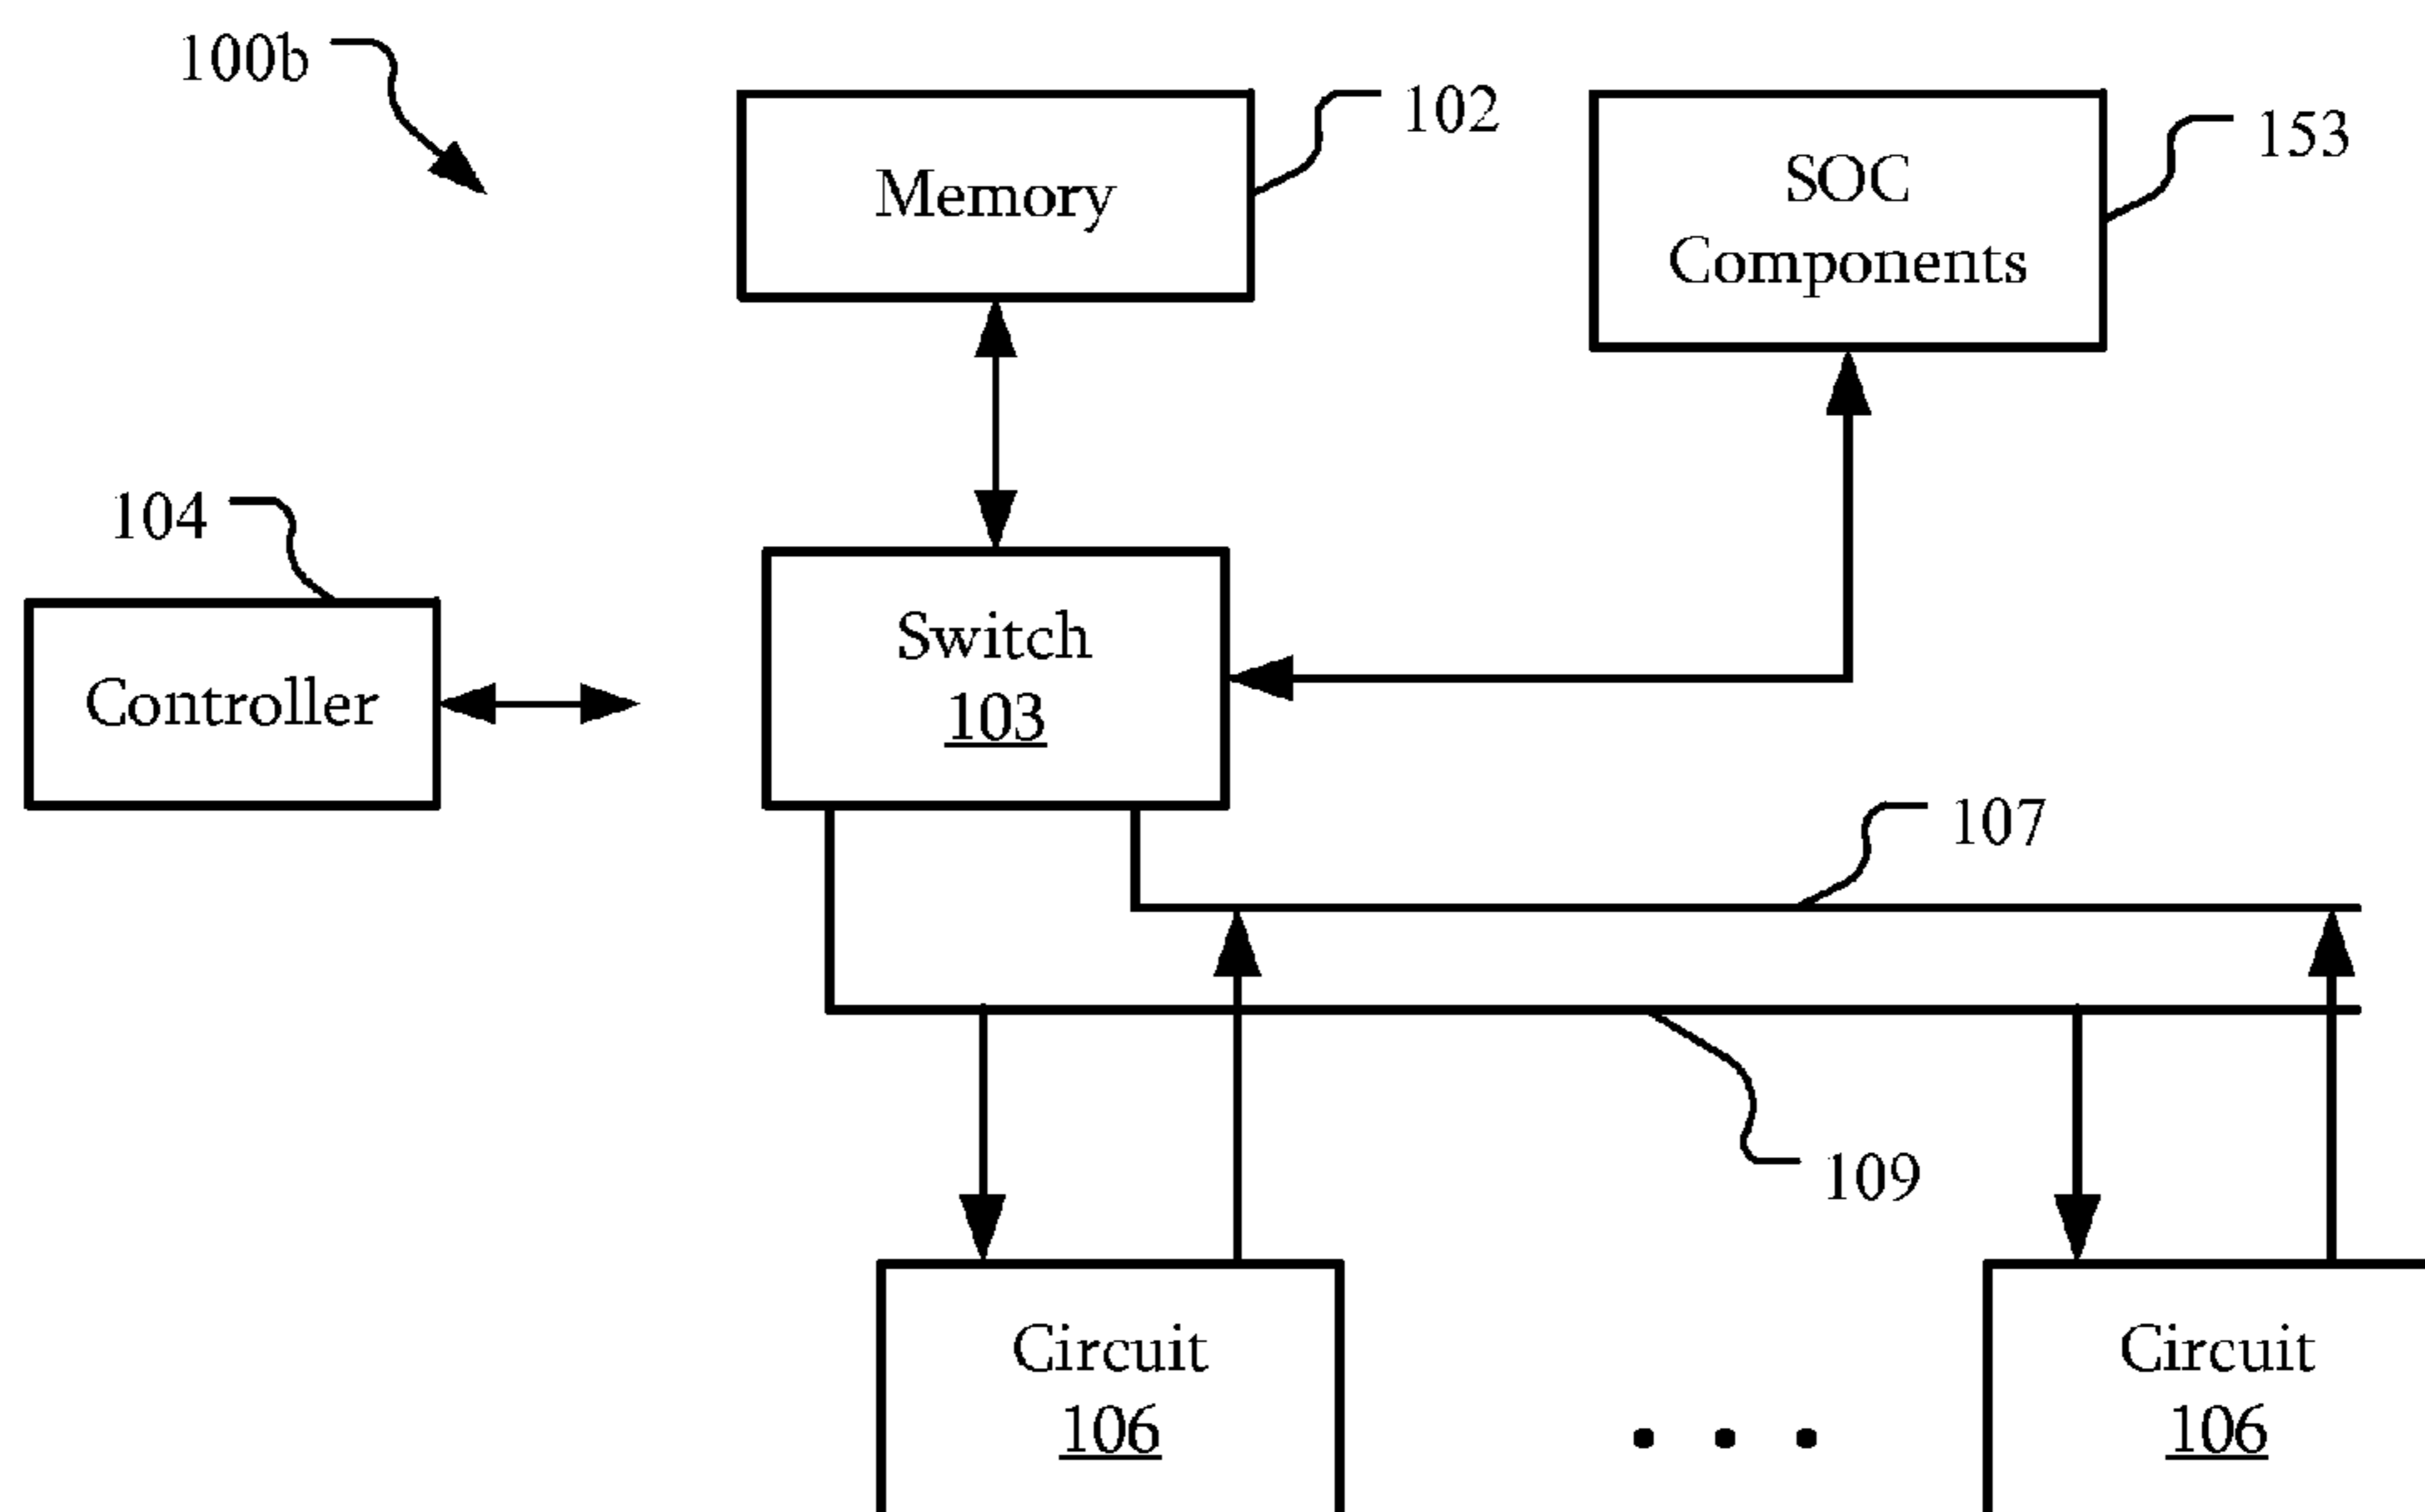 100b
Memory
102
SOC
Components
153
104
Controller
Switch
103
107
109
Circuit
106
Circuit
106